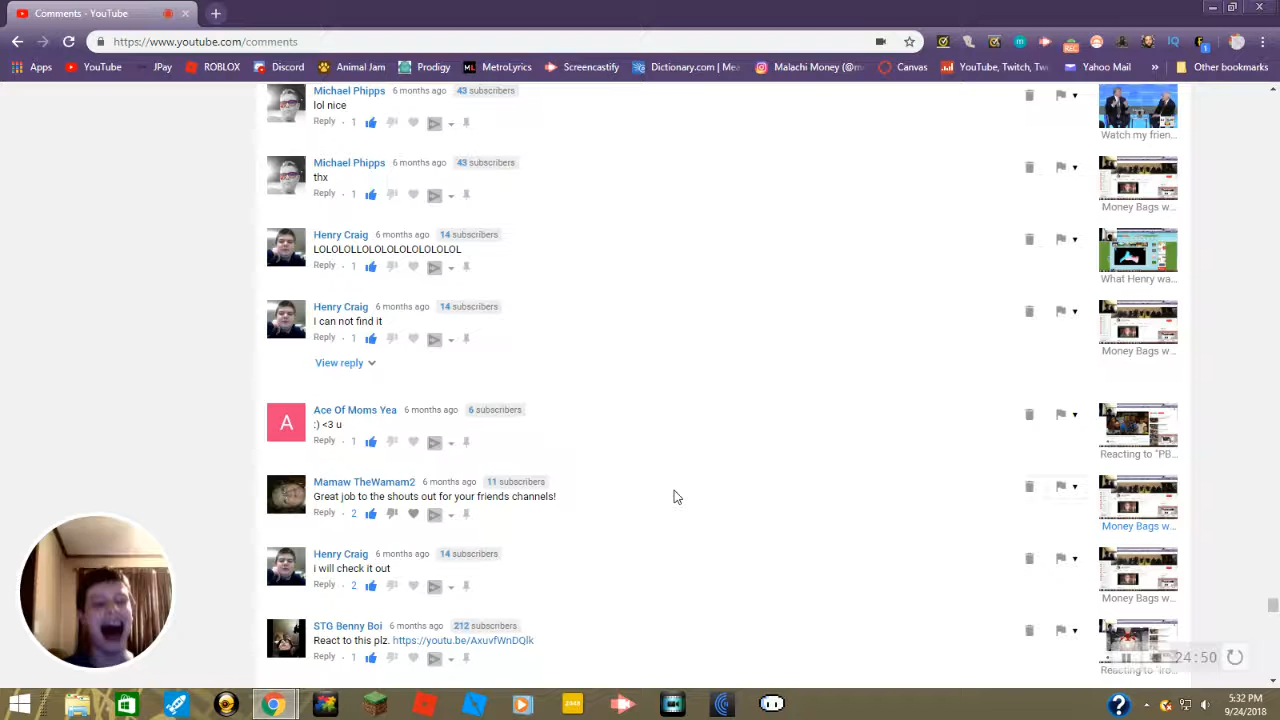 Comments - YouTube
https://www.youtube.com/comments
REC
Apps YouTube JPay ROBLOX Discord Animal Jam Prodigy MetroLyrics Screencastify Dictionary.com | Mea Malachi Money (@m Canvas YouTube, Twitch, Yahoo Mail » Other bookmarks
Michael Phipps 6 months ago 43 subscribers
lol nice
Reply · 1
Watch my frien...
Michael Phipps 6 months ago 43 subscribers
thx
Reply · 1
Money Bags w...
Henry Craig 6 months ago 14 subscribers
LOLOLOLLOLOLOLOLOLOLOLOL
Reply · 1
What Henry wa...
Henry Craig 6 months ago 14 subscribers
I can not find it
Reply · 1
Money Bags w...
View reply
A
Ace Of Moms Yea 6 months ago 6 subscribers
:) <3 u
Reply · 1
Reacting to "PB...
Mamaw TheWamam2 6 months ago 11 subscribers
Great job to the shouts out for your friends channels!
Reply · 2
Money Bags w...
Henry Craig 6 months ago 14 subscribers
i will check it out
Reply · 2
Money Bags w...
STG Benny Boi 6 months ago 212 subscribers
React to this plz. https://youtu.be/AxuvfWnDQlk
Reply
24:50
Reacting to "Iro...
2048
5:32 PM
9/24/2018